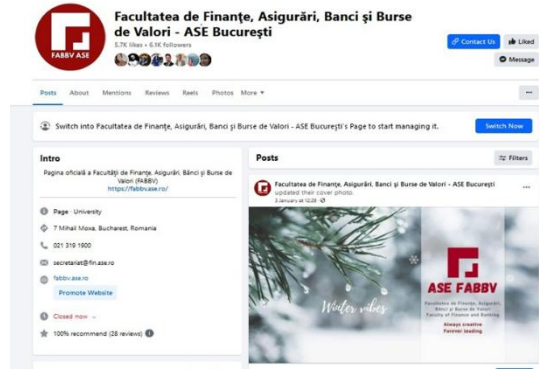 Facultatea de Finanțe, Asigurări, Banci și Burse
de Valori - ASE București
5.7K likes • 6.1K followers
FABBV ASE
Contact Us
Liked
Message
Posts
About
Mentions
Reviews
Reels
Photos
More
Switch into Facultatea de Finanțe, Asigurări, Banci și Burse de Valori - ASE București's Page to start managing it.
Switch Now
Intro
Pagina oficială a Facultății de Finanțe, Asigurări, Bănci și Burse de
Valori (FABBV)
https://fabbv.ase.ro/
Page · University
7 Mihail Moxa, Bucharest, Romania
021 319 1900
secretariat@fin.ase.ro
fabbv.ase.ro
Promote Website
Closed now
100% recommend (28 reviews)
Posts
Filters
Facultatea de Finanțe, Asigurări, Banci și Burse de Valori - ASE București
updated their cover photo.
3 January at 12:28
Winter vibes
ASE FABBV
Facultatea de Finanțe, Asigurări,
Bănci și Burse de Valori
Faculty of Finance and Banking
Always creative
Forever leading